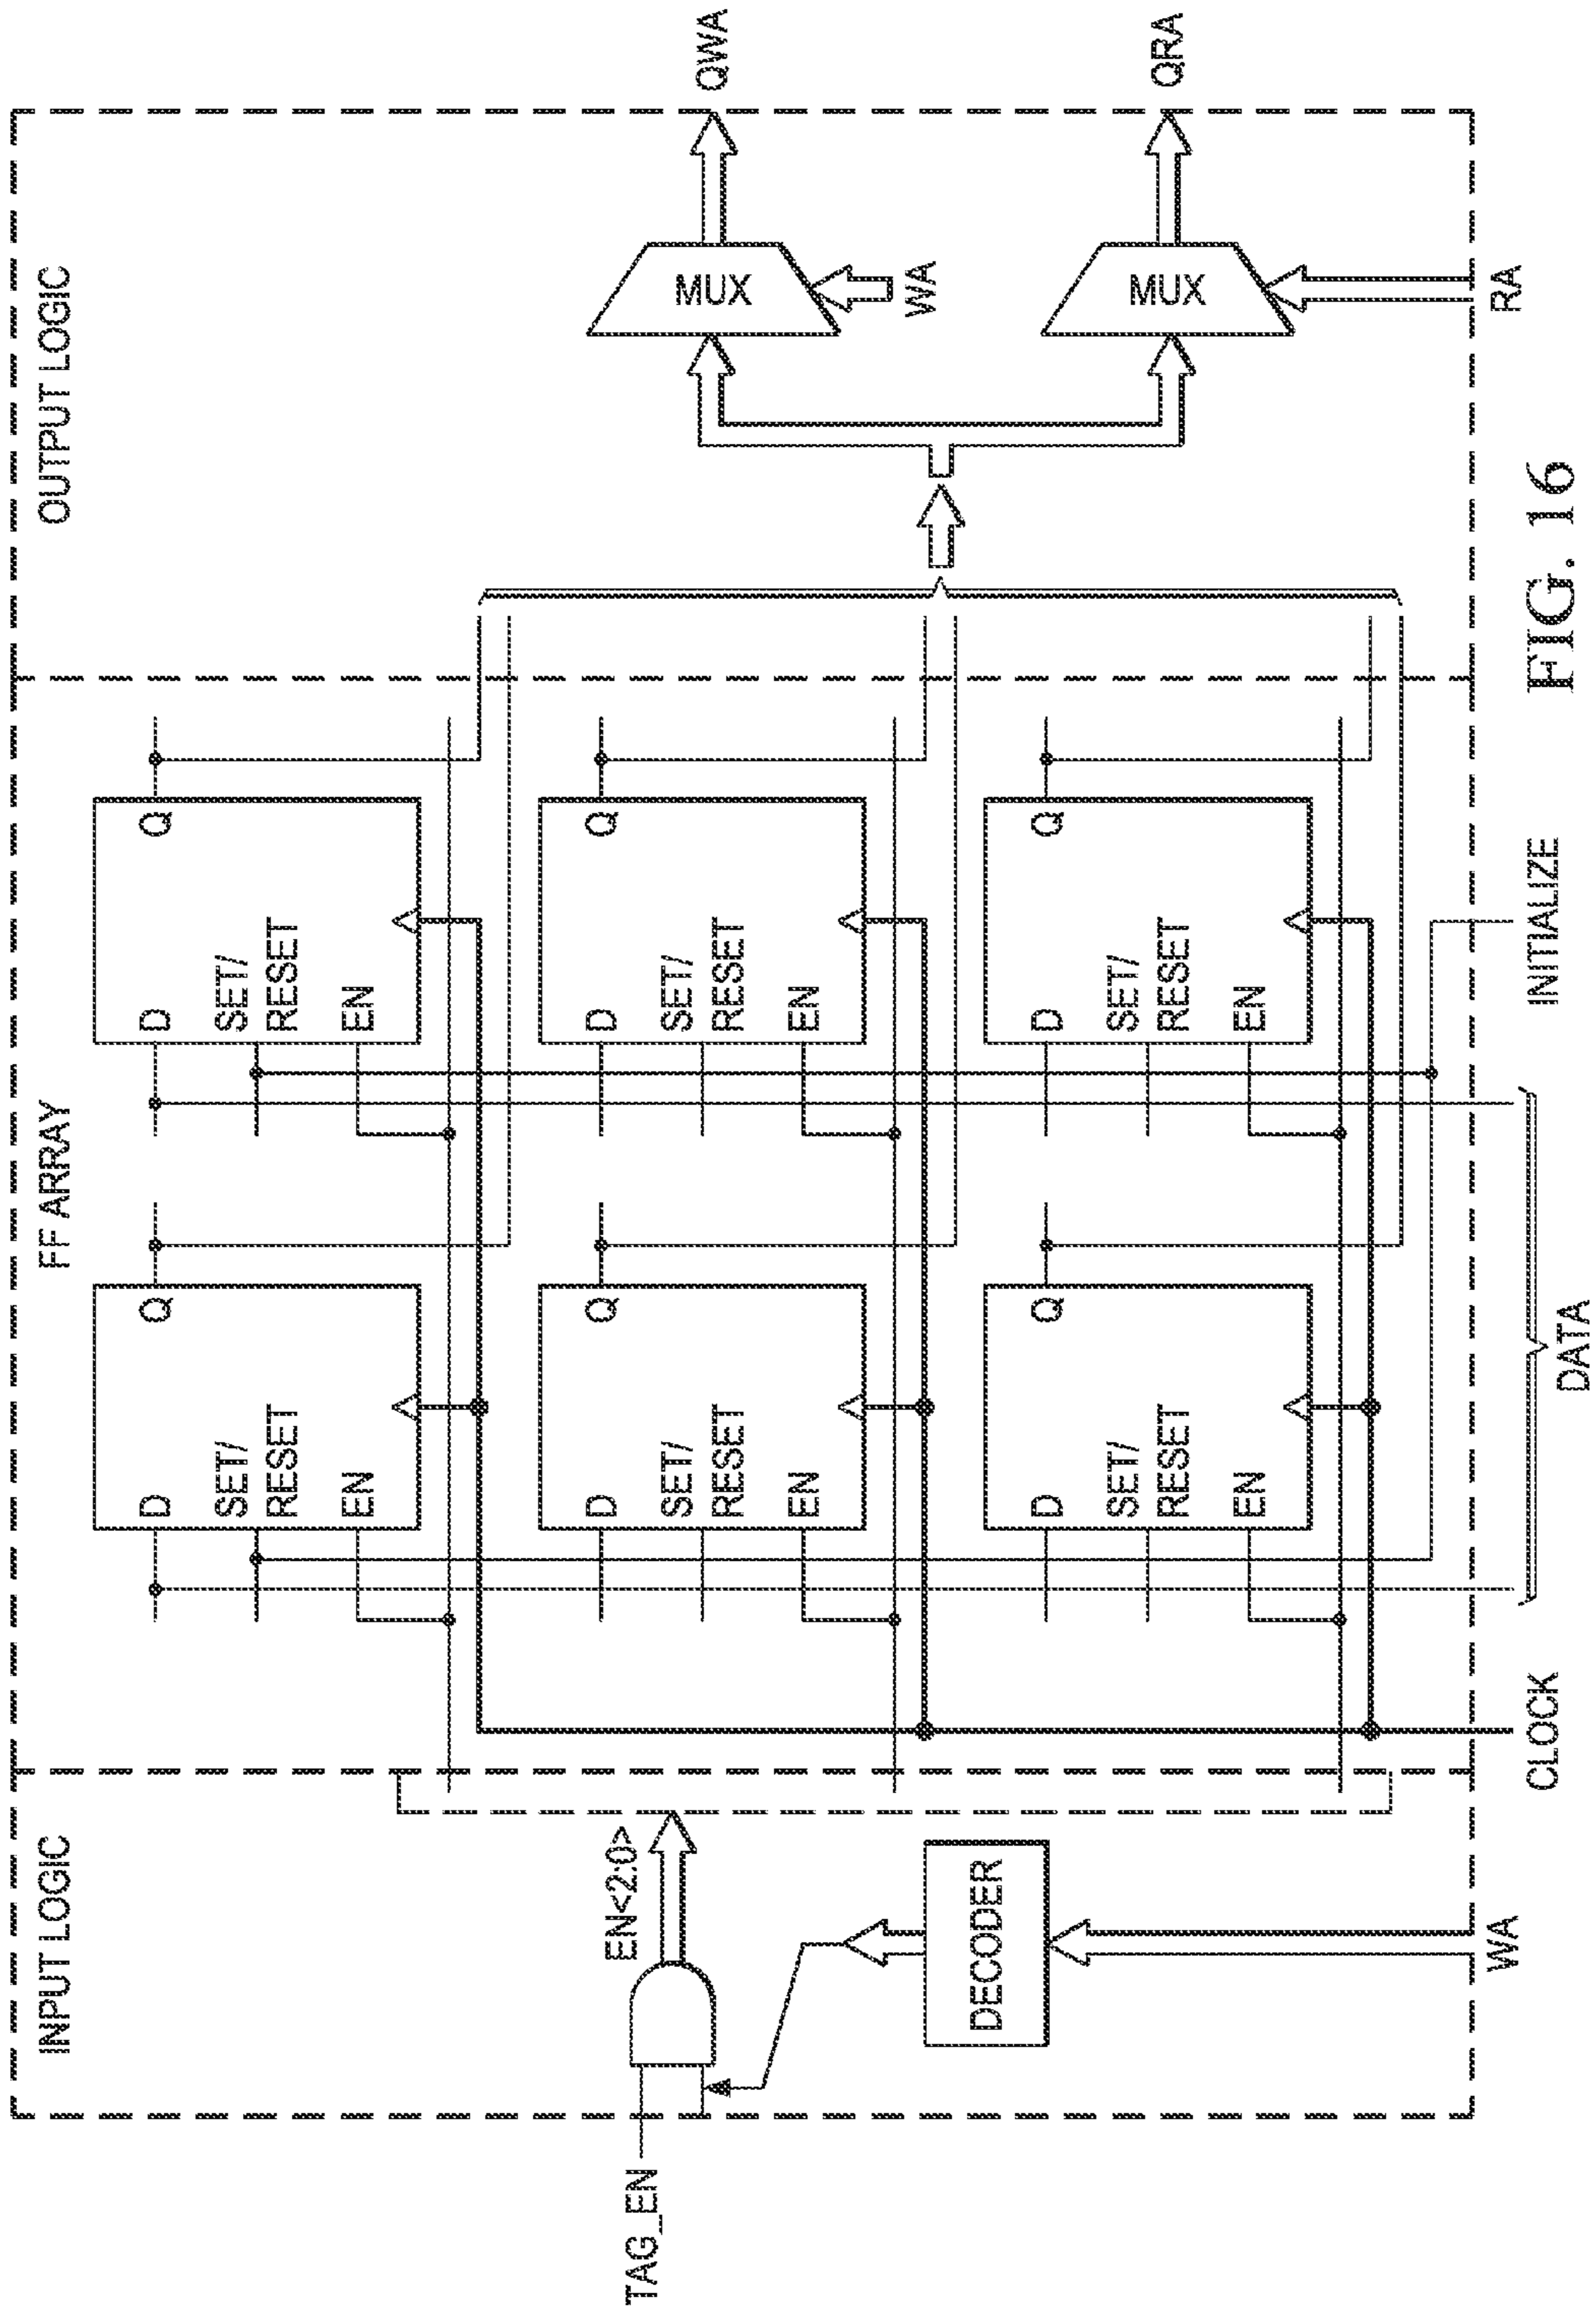 INPUT LOGIC
FF ARRAY
OUTPUT LOGIC
D
Q
SET/
RESET
EN
D
Q
SET/
RESET
EN
TAG_EN
EN<2:0>
D
Q
SET/
RESET
EN
D
Q
SET/
RESET
EN
MUX
QWA
WA
DECODER
D
Q
SET/
RESET
EN
D
Q
SET/
RESET
EN
MUX
QRA
WA
CLOCK
DATA
INITIALIZE
RA
FIG. 16